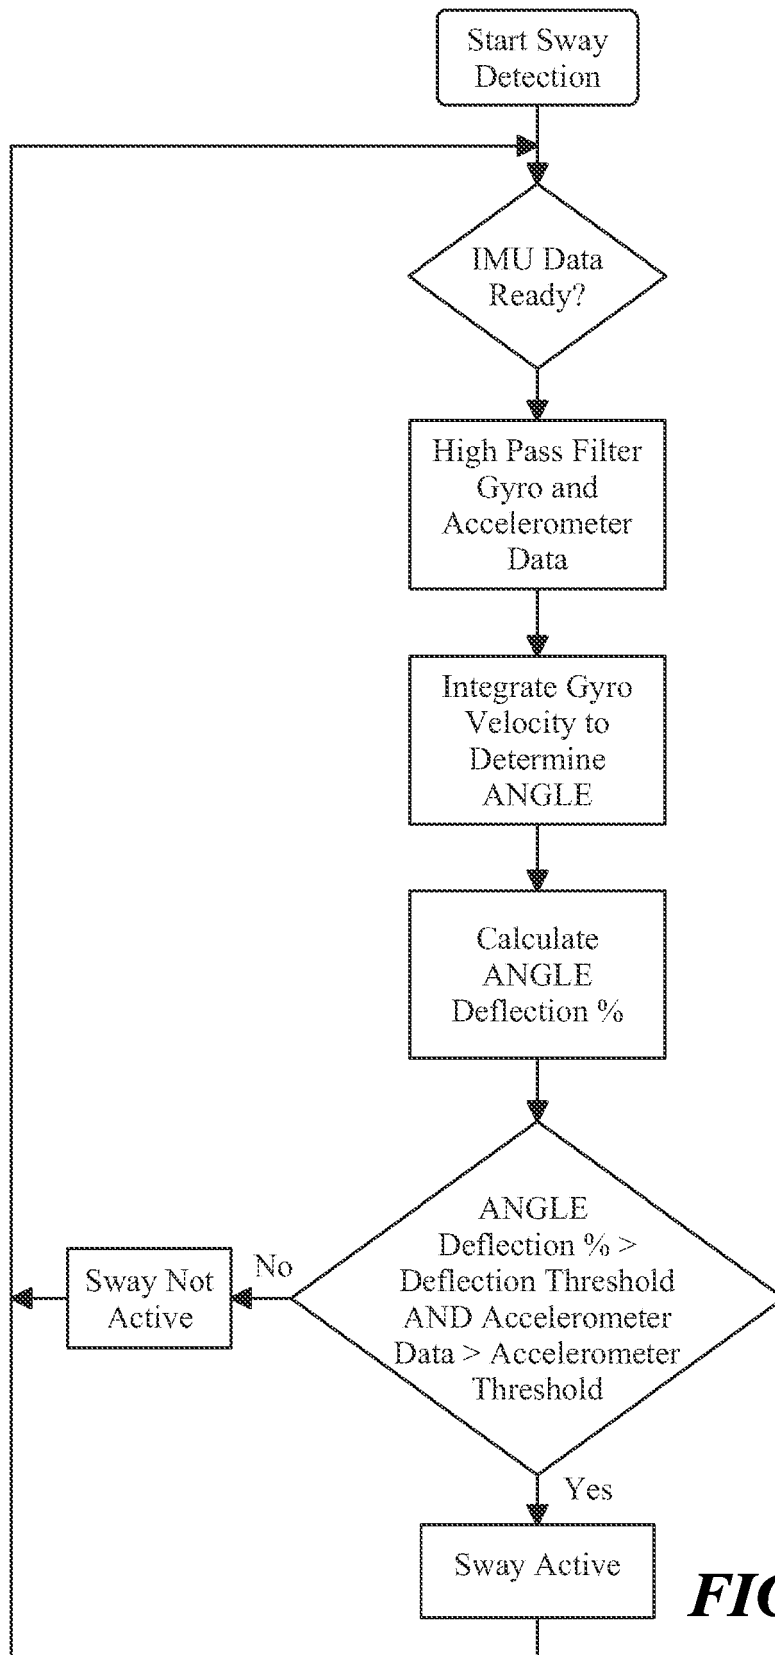 Start Sway
Detection
IMU Data
Ready?
High Pass Filter
Gyro and
Accelerometer
Data
Integrate Gyro
Velocity to
Determine
ANGLE
Calculate
ANGLE
Deflection %
ANGLE
Deflection % >
Deflection Threshold
AND Accelerometer
Data > Accelerometer
Threshold
No
Sway Not
Active
Yes
Sway Active